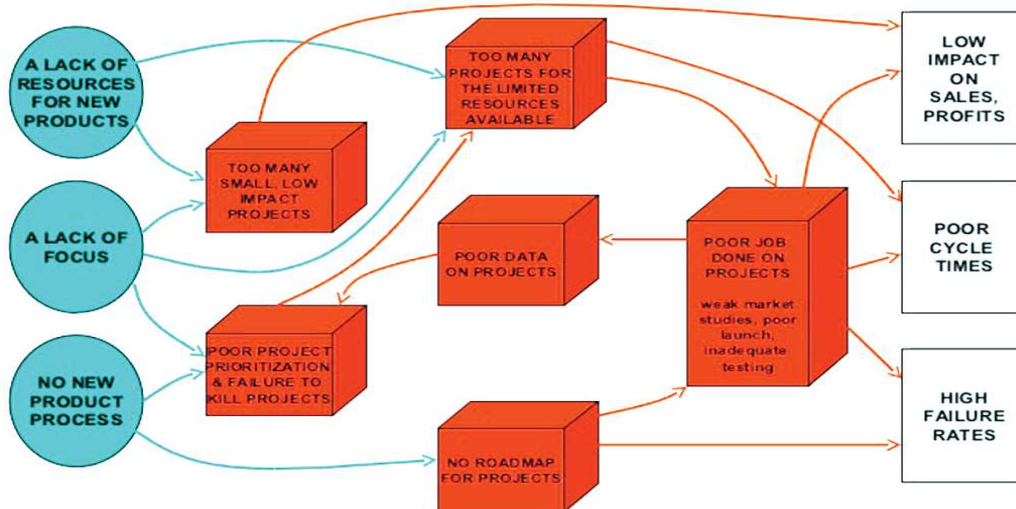 A LACK OF
RESOURCES
FOR NEW
PRODUCTS
A LACK OF
FOCUS
NO NEW
PRODUCT
PROCESS
TOO MANY
SMALL, LOW
IMPACT
PROJECTS
POOR PROJECT
PRIORITIZATION
& FAILURE TO
KILL PROJECTS
TOO MANY
PROJECTS FOR
THE LIMITED
RESOURCES
AVAILABLE
POOR DATA
ON PROJECTS
NO ROADMAP
FOR PROJECTS
POOR JOB
DONE ON
PROJECTS
weak market
studies, poor
launch,
inadequate
testing
LOW
IMPACT
ON
SALES,
PROFITS
POOR
CYCLE
TIMES
HIGH
FAILURE
RATES